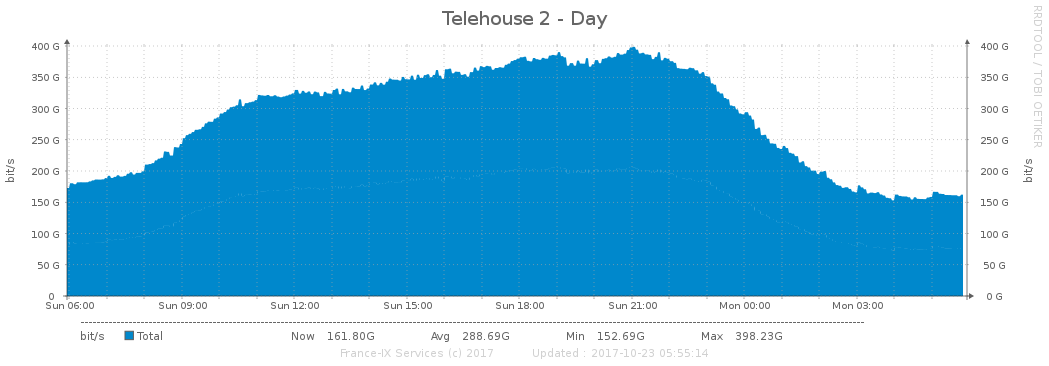 Telehouse 2 - Day
RRDTOOL / TOBI OETIKER
bit/s
400 G 400 G
350 G 350 G
300 G 300 G
250 G 250 G
200 G 200 G
150 G 150 G
100 G 100 G
50 G 50 G
0 0 G
bit/s
Sun 06:00 Sun 09:00 Sun 12:00 Sun 15:00 Sun 18:00 Sun 21:00 Mon 00:00 Mon 03:00
bit/s Total Now 161.80G Avg 288.69G Min 152.69G Max 398.23G
France-IX Services (c) 2017 Updated : 2017-10-23 05:55:14